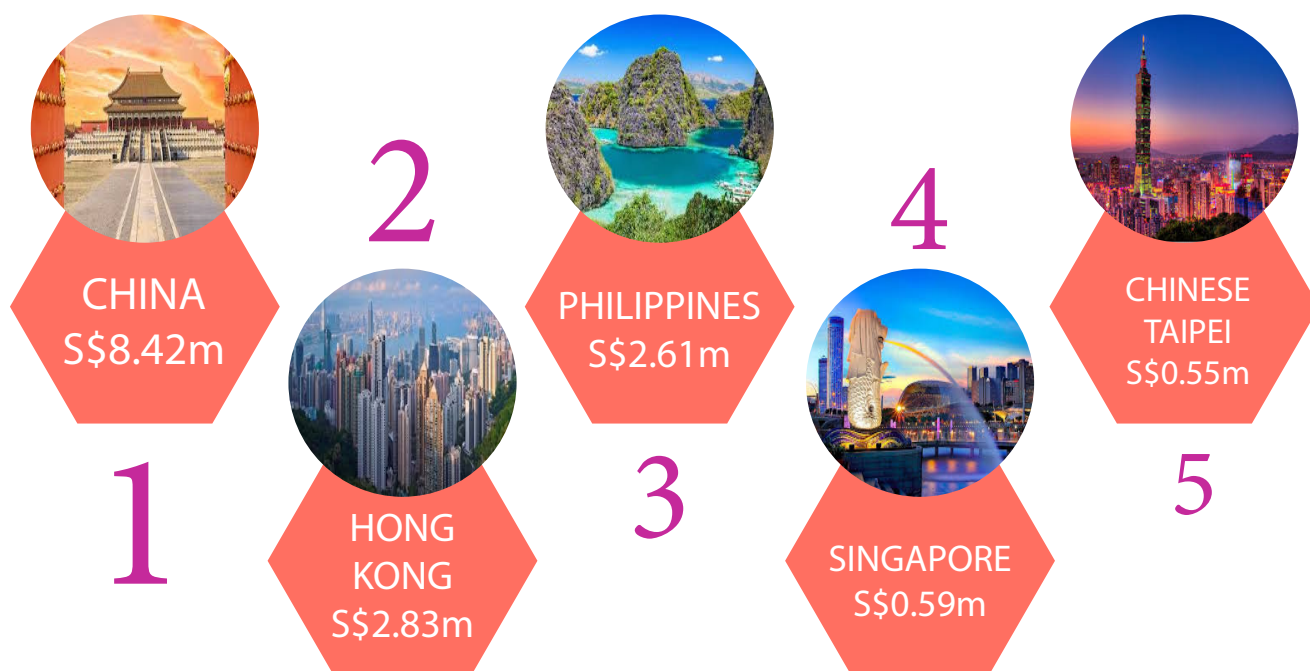 1
CHINA
S$8.42m
2
HONG
KONG
S$2.83m
3
PHILIPPINES
S$2.61m
4
SINGAPORE
S$0.59m
5
CHINESE
TAIPEI
S$0.55m